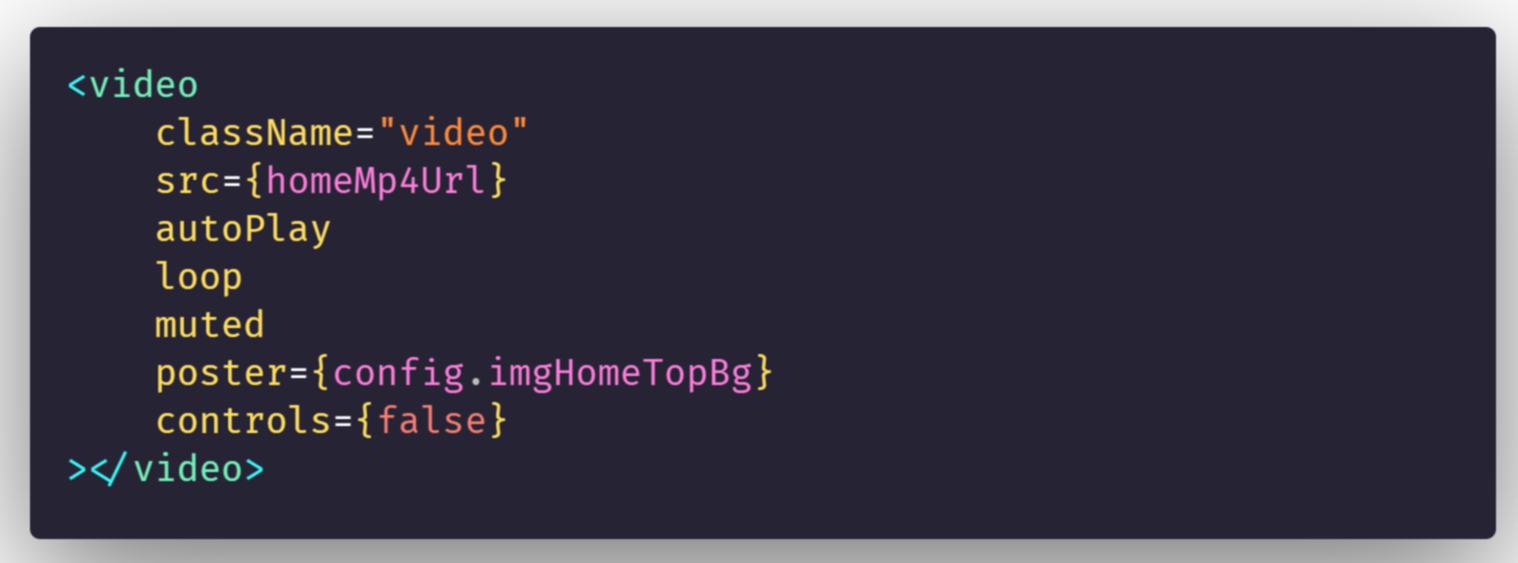 <video
    className="video"
    src={homeMp4Url}
    autoPlay
    loop
    muted
    poster={config.imgHomeTopBg}
    controls={false}
></video>